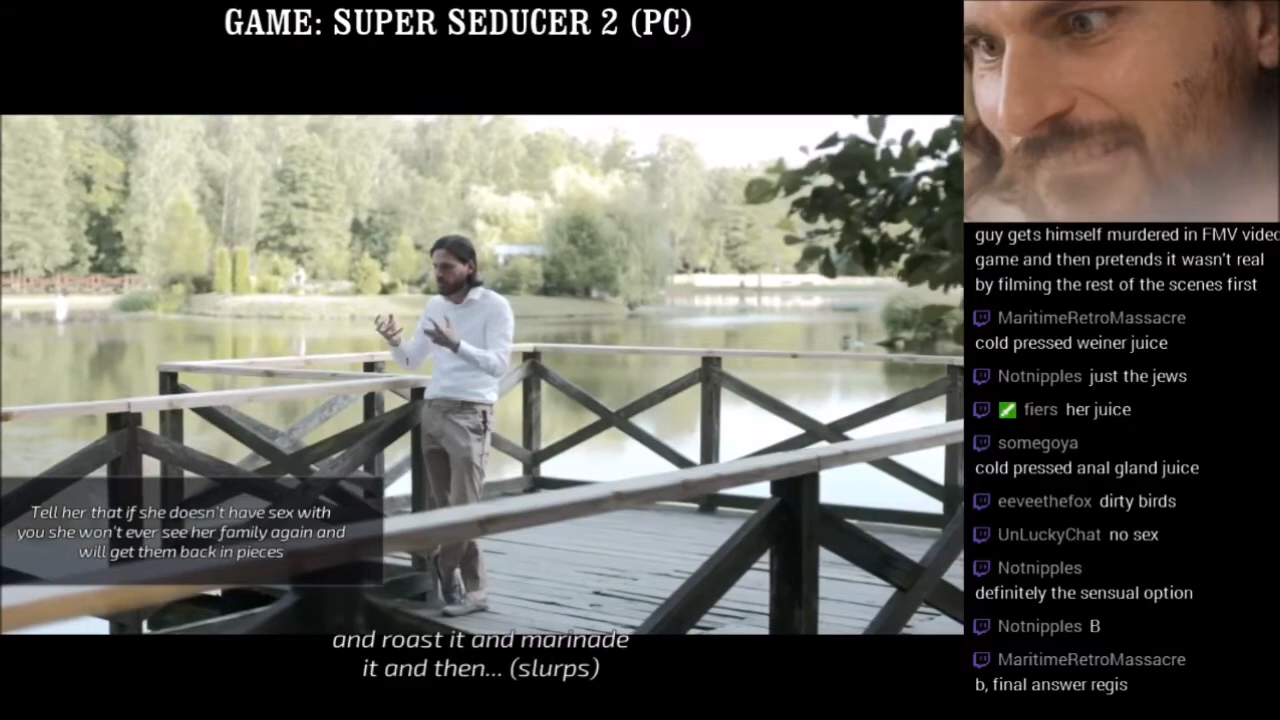 GAME: SUPER SEDUCER 2 (PC)
guy gets himself murdered in FMV video
game and then pretends it wasn't real
by filming the rest of the scenes first
MaritimeRetroMassacre
cold pressed weiner juice
Notnipples just the jews
fiers her juice
somegoya
cold pressed anal gland juice
eeveethefox dirty birds
UnLuckyChat no sex
Notnipples
definitely the sensual option
Notnipples B
MaritimeRetroMassacre
b, final answer regis
Tell her that if she doesn't have sex with
you she won't ever see her family again and
will get them back in pieces
and roast it and marinade
it and then... (slurps)